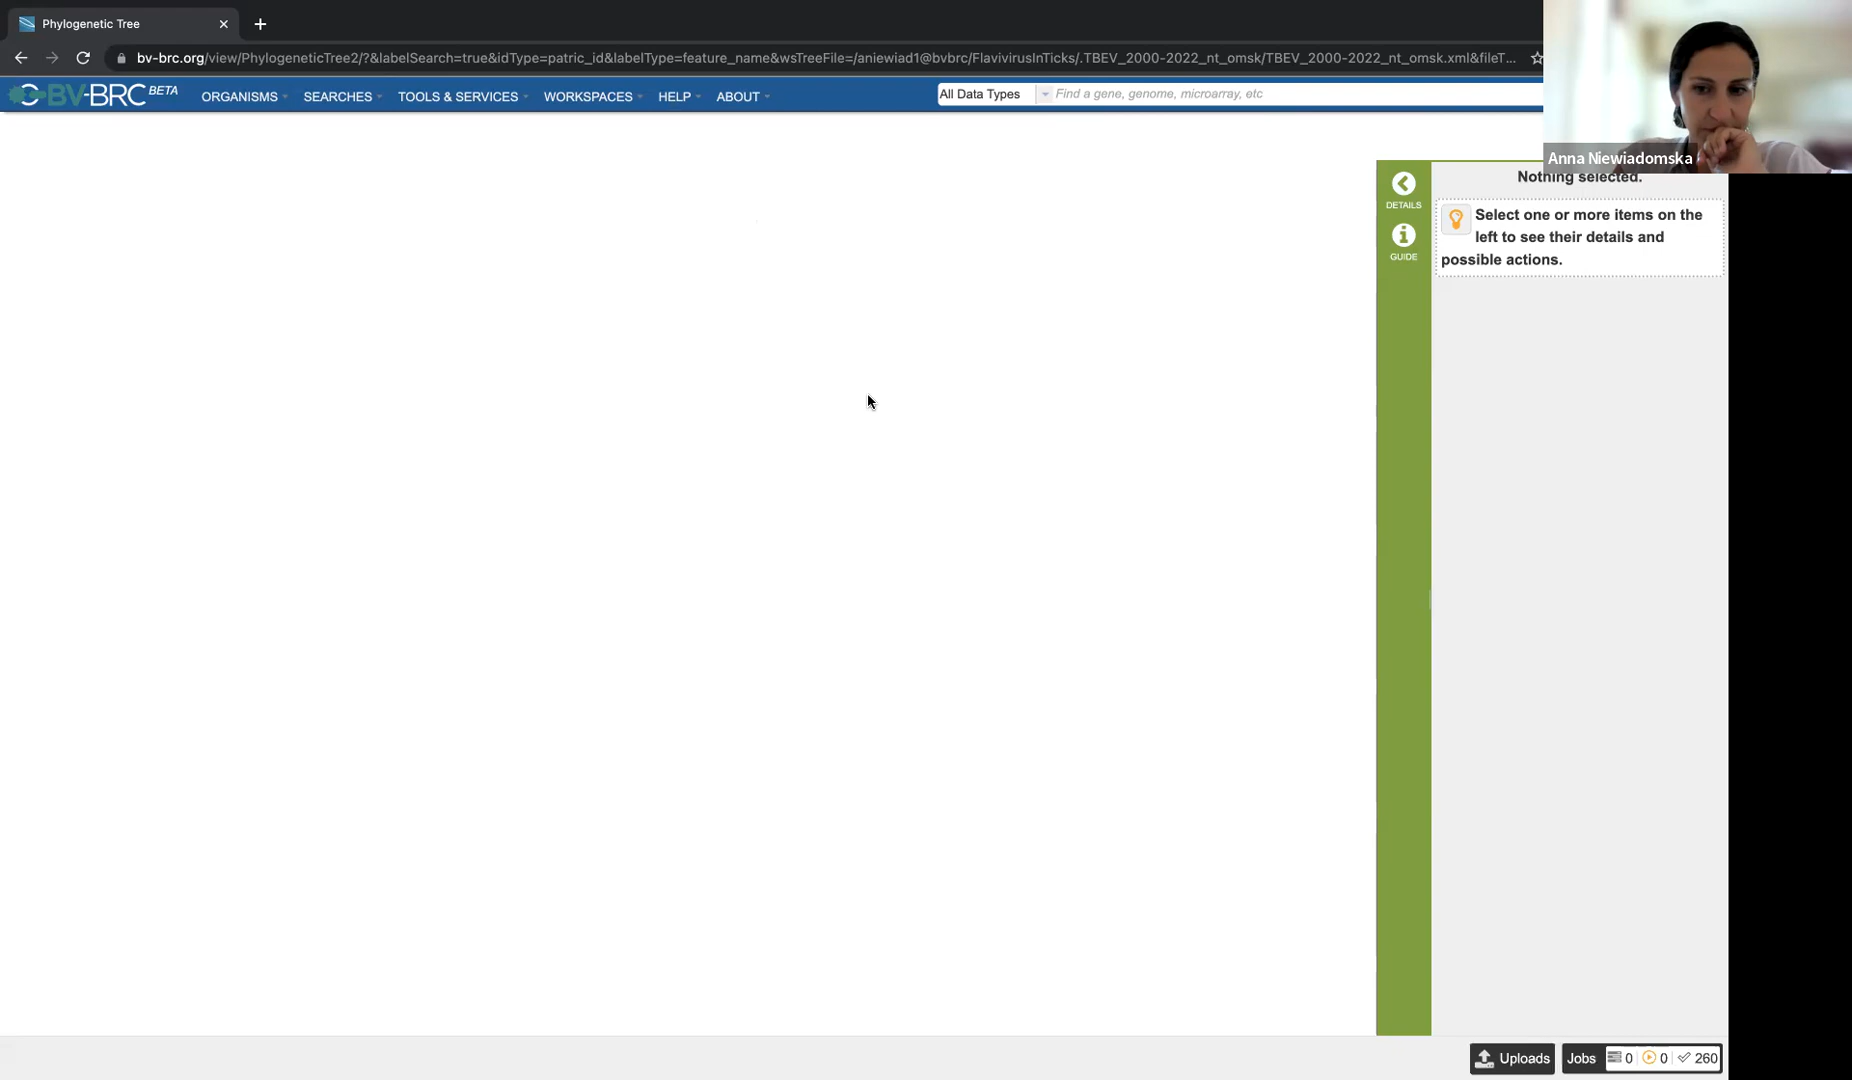 Phylogenetic Tree
bv-brc.org/view/PhylogeneticTree2/?&labelSearch=true&idType=patric_id&labelType=feature_name&wsTreeFile=/aniewiad1@bvbrc/FlavivirusInTicks/.TBEV_2000-2022_nt_omsk/TBEV_2000-2022_nt_omsk.xml&fileT...
BV-BRC BETA
ORGANISMS
SEARCHES
TOOLS & SERVICES
WORKSPACES
HELP
ABOUT
All Data Types
Find a gene, genome, microarray, etc
Anna Niewiadomska
DETAILS
GUIDE
Nothing selected.
Select one or more items on the
left to see their details and
possible actions.
Uploads
Jobs 0 0 260